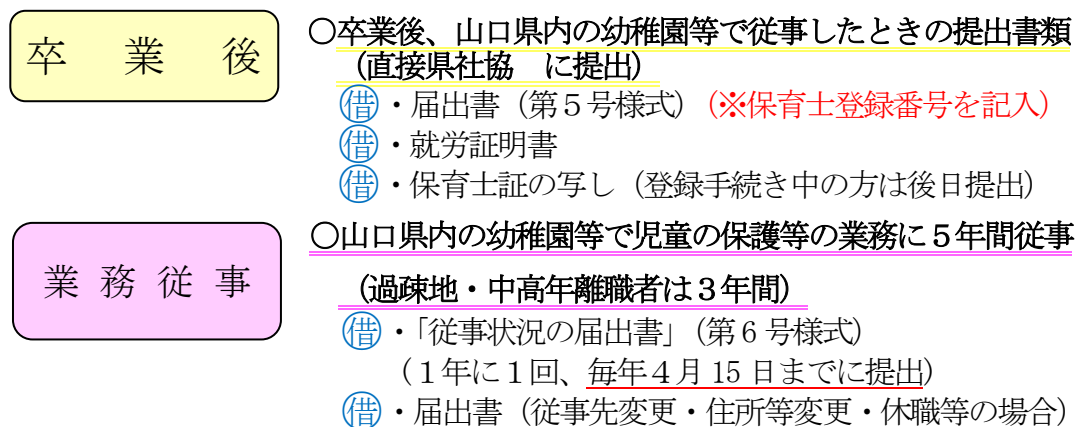 卒業後
〇卒業後、山口県内の幼稚園等で従事したときの提出書類
（直接県社協　に提出）
借・届出書（第５号様式）（※保育士登録番号を記入）
借・就労証明書
借・保育士証の写し（登録手続き中の方は後日提出）
業務従事
〇山口県内の幼稚園等で児童の保護等の業務に５年間従事
（過疎地・中高年離職者は３年間）
借・「従事状況の届出書」（第６号様式）
（１年に１回、毎年４月 15 日までに提出）
借・届出書（従事先変更・住所等変更・休職等の場合）